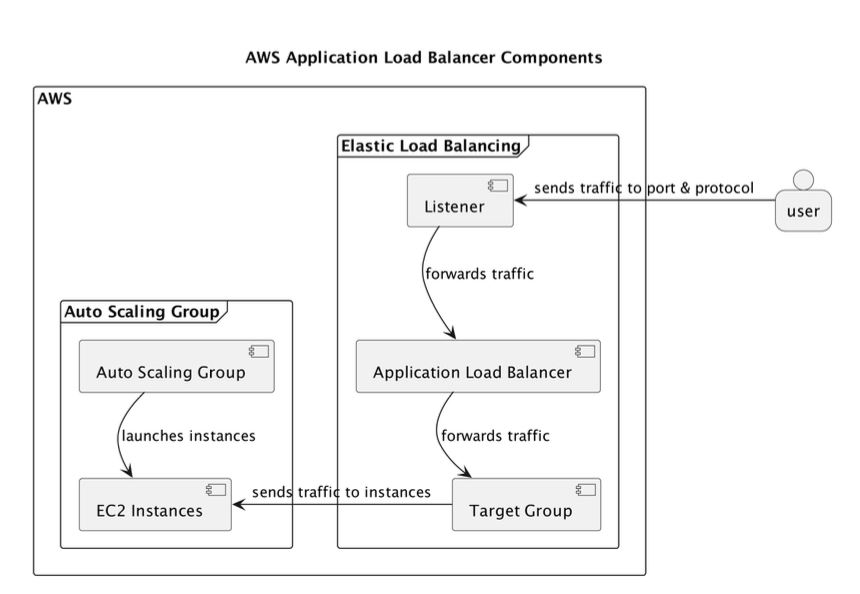 AWS Application Load Balancer Components
AWS
Elastic Load Balancing
Listener
sends traffic to port & protocol
user
forwards traffic
Auto Scaling Group
Auto Scaling Group
Application Load Balancer
launches instances
forwards traffic
EC2 Instances
sends traffic to instances
Target Group